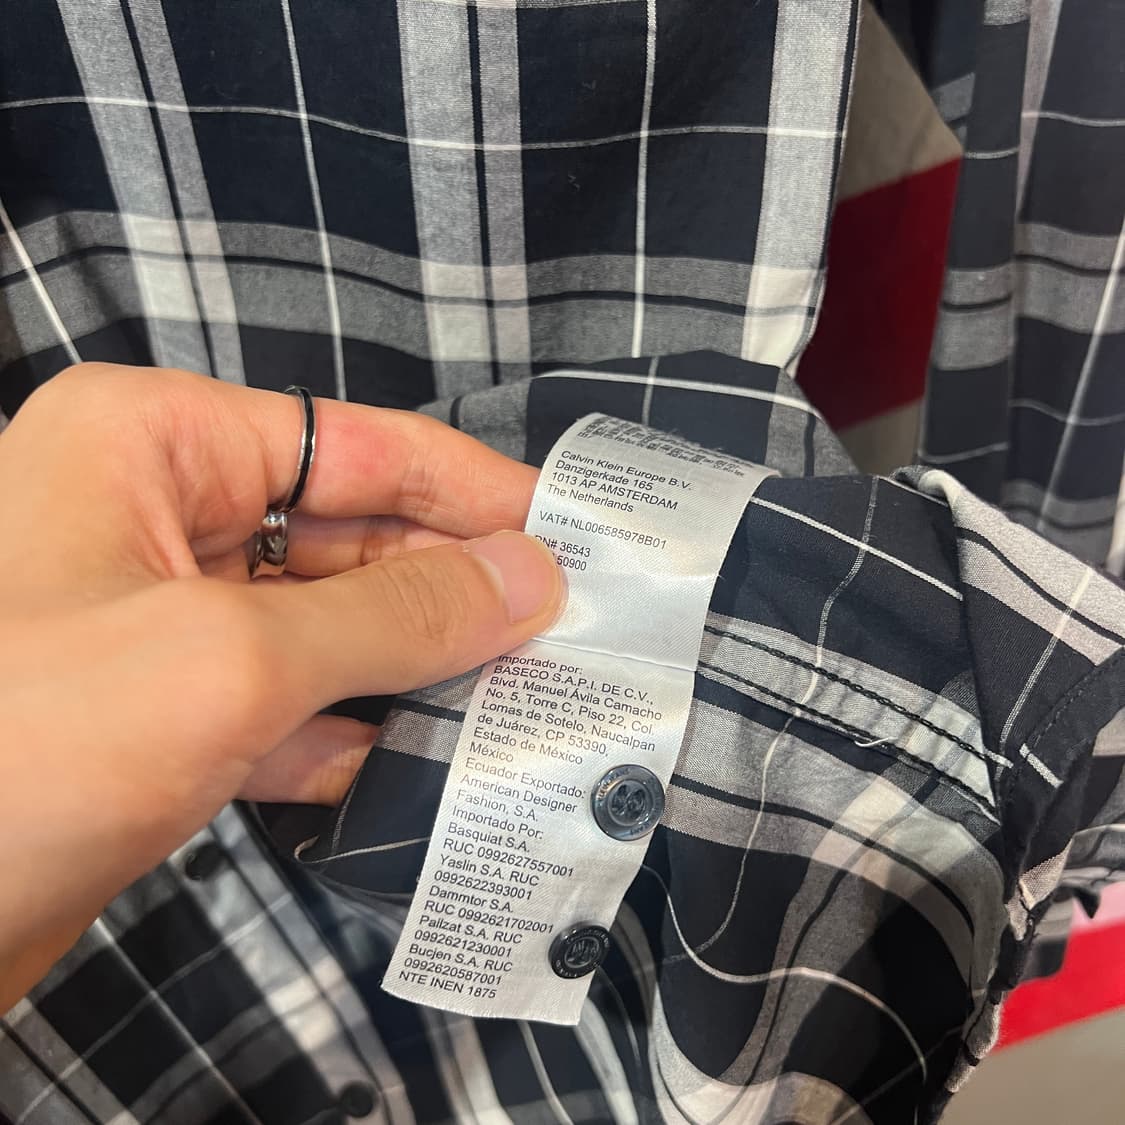 Calvin Klein Europe B.V.
Danzigerkade 165
1013 AP AMSTERDAM
The Netherlands
VAT# NL006585978B01
RN# 36543
50900
Importado por:
BASECO S.A.P.I. DE C.V.,
Blvd. Manuel Ávila Camacho
No. 5, Torre C, Piso 22, Col.
Lomas de Sotelo, Naucalpan
de Juárez, CP 53390,
Estado de México
México
Ecuador Exportado:
American Designer
Fashion, S.A.
Importado Por:
Basquiat S.A.
RUC 0992627557001
Yaslin S.A. RUC
0992622393001
Dammtor S.A.
RUC 0992621702001
Palizat S.A. RUC
0992621230001
Bucjen S.A. RUC
0992620587001
NTE INEN 1875